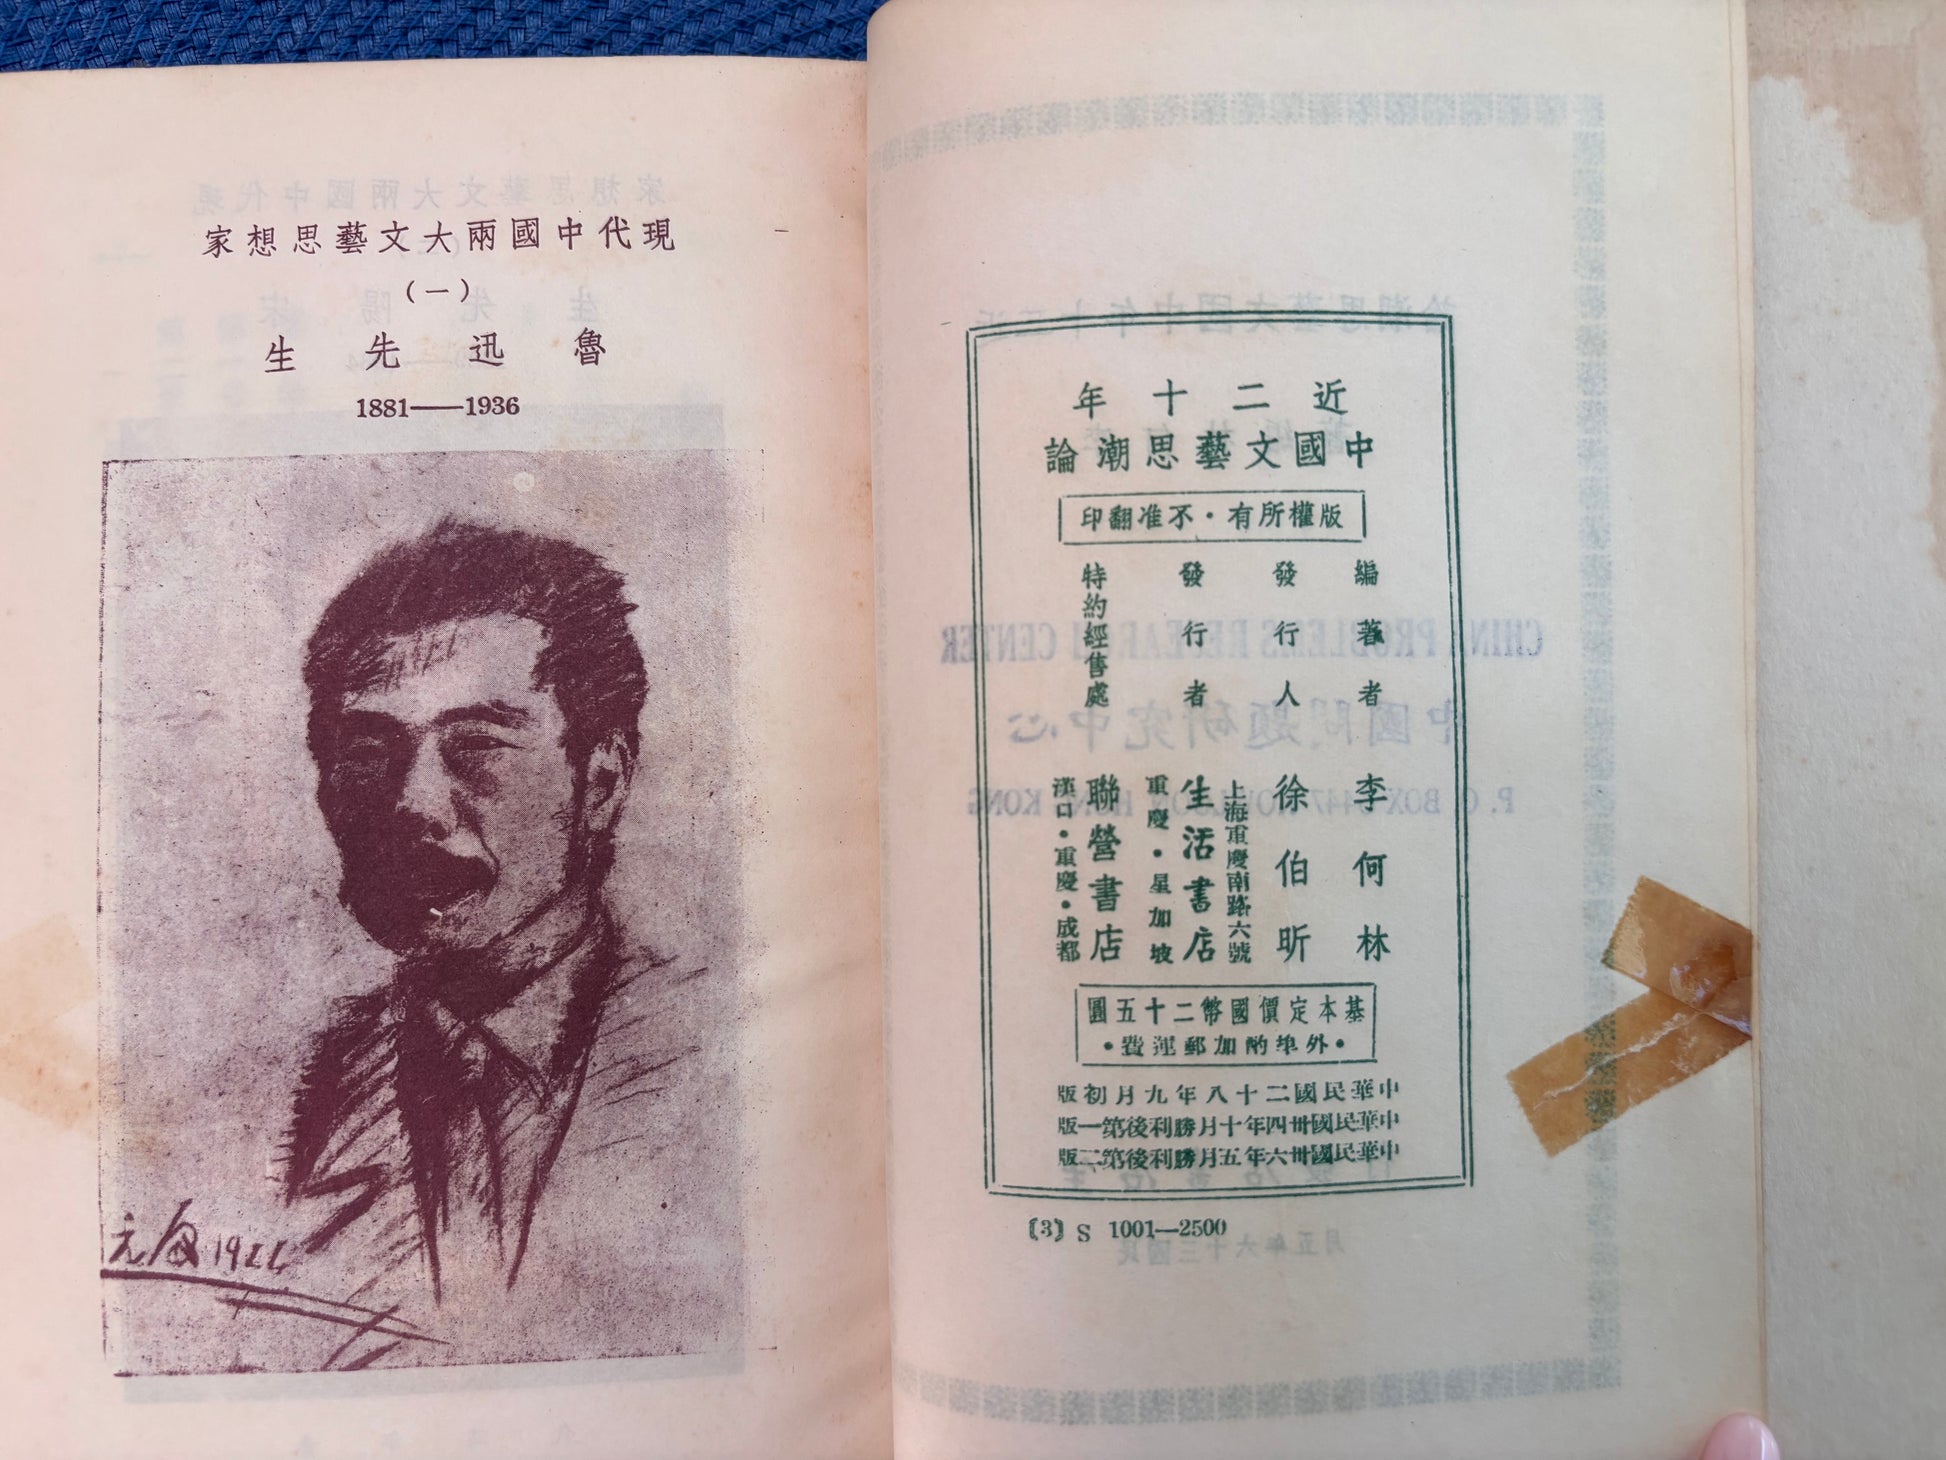 現代中國兩大文藝思想家
(一)
魯迅先生
1881——1936
元厦 1944
近二十年
中國文藝思潮論
版權所有・不准翻印
編著者 李何林
發行人 徐伯昕
發行者 生活書店
上海重慶南路六號
重慶・星加坡
特約經售處 聯營書店
漢口・重慶・成都
基本定價國幣二十五圓
・外埠酌加郵運費・
中華民國二十八年九月初版
中華民國卅四年十月勝利後第一版
中華民國卅六年五月勝利後第二版
〔3〕 S 1001—2500
CHINA PROBLEMS RESEARCH CENTER
中國問題研究中心